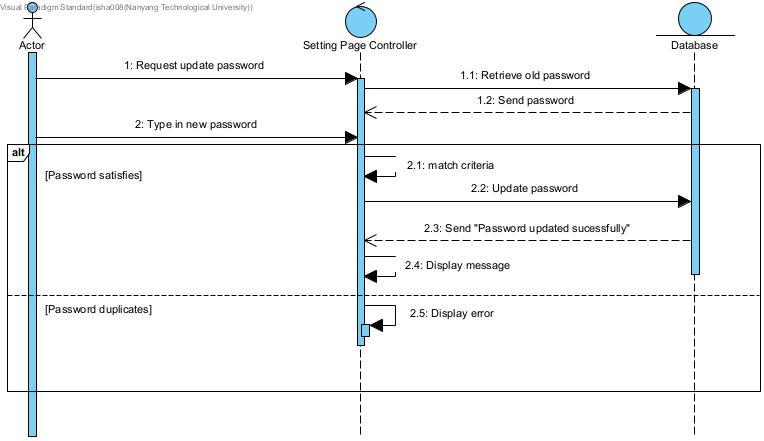 Visual Paradigm Standard(isha008(Nanyang Technological University))
Actor
Setting Page Controller
Database
1: Request update password
1.1: Retrieve old password
1.2: Send password
2: Type in new password
alt
[Password satisfies]
2.1: match criteria
2.2: Update password
2.3: Send "Password updated sucessfully"
2.4: Display message
[Password duplicates]
2.5: Display error